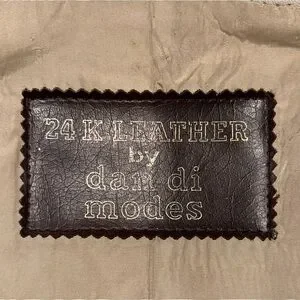 24 K LEATHER
by
dan di
modes